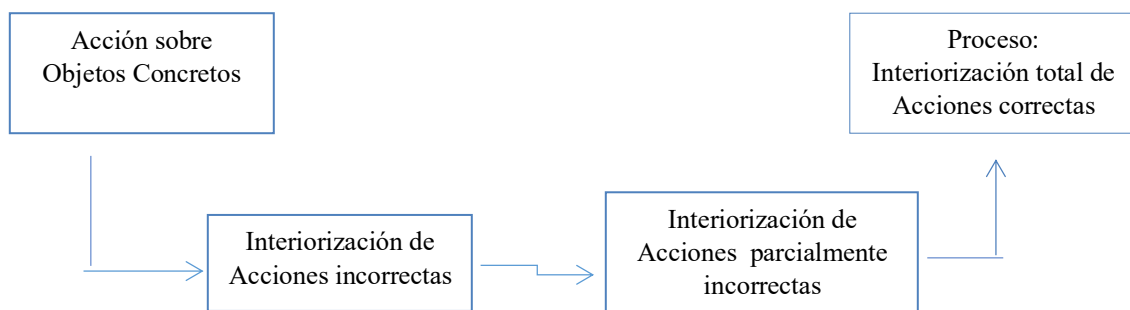 Acción sobre
Objetos Concretos
Proceso:
Interiorización total de
Acciones correctas
Interiorización de
Acciones incorrectas
Interiorización de
Acciones parcialmente
incorrectas